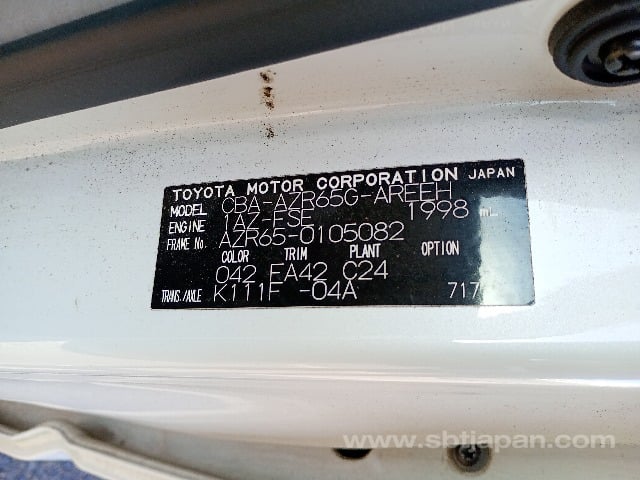 TOYOTA MOTOR CORPORATION JAPAN
MODEL CBA-AZR65G-AREEH
ENGINE 1AZ-FSE 1998 mL
FRAME No. AZR65-0105082
COLOR TRIM PLANT OPTION
042 FA42 C24
TRANS./AXLE K111F -04A 717
www.sbtjapan.com